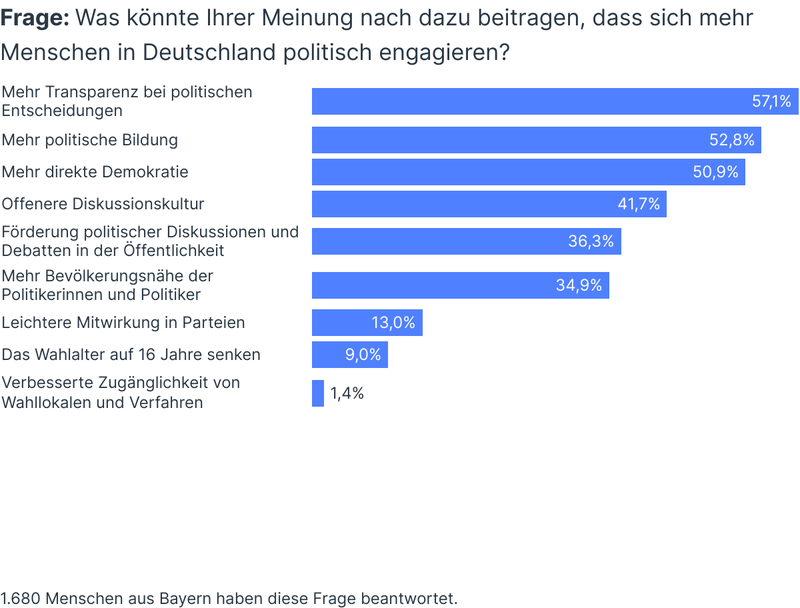 Frage: Was könnte Ihrer Meinung nach dazu beitragen, dass sich mehr
Menschen in Deutschland politisch engagieren?
Mehr Transparenz bei politischen
Entscheidungen
57,1%
Mehr politische Bildung
52,8%
Mehr direkte Demokratie
50,9%
Offenere Diskussionskultur
41,7%
Förderung politischer Diskussionen und
Debatten in der Öffentlichkeit
36,3%
Mehr Bevölkerungsnähe der
Politikerinnen und Politiker
34,9%
Leichtere Mitwirkung in Parteien
13,0%
Das Wahlalter auf 16 Jahre senken
9,0%
Verbesserte Zugänglichkeit von
Wahllokalen und Verfahren
1,4%
1.680 Menschen aus Bayern haben diese Frage beantwortet.